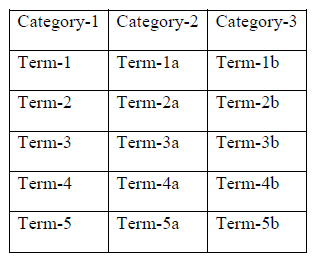 Category-1 Category-2 Category-3
Term-1 Term-1a Term-1b
Term-2 Term-2a Term-2b
Term-3 Term-3a Term-3b
Term-4 Term-4a Term-4b
Term-5 Term-5a Term-5b